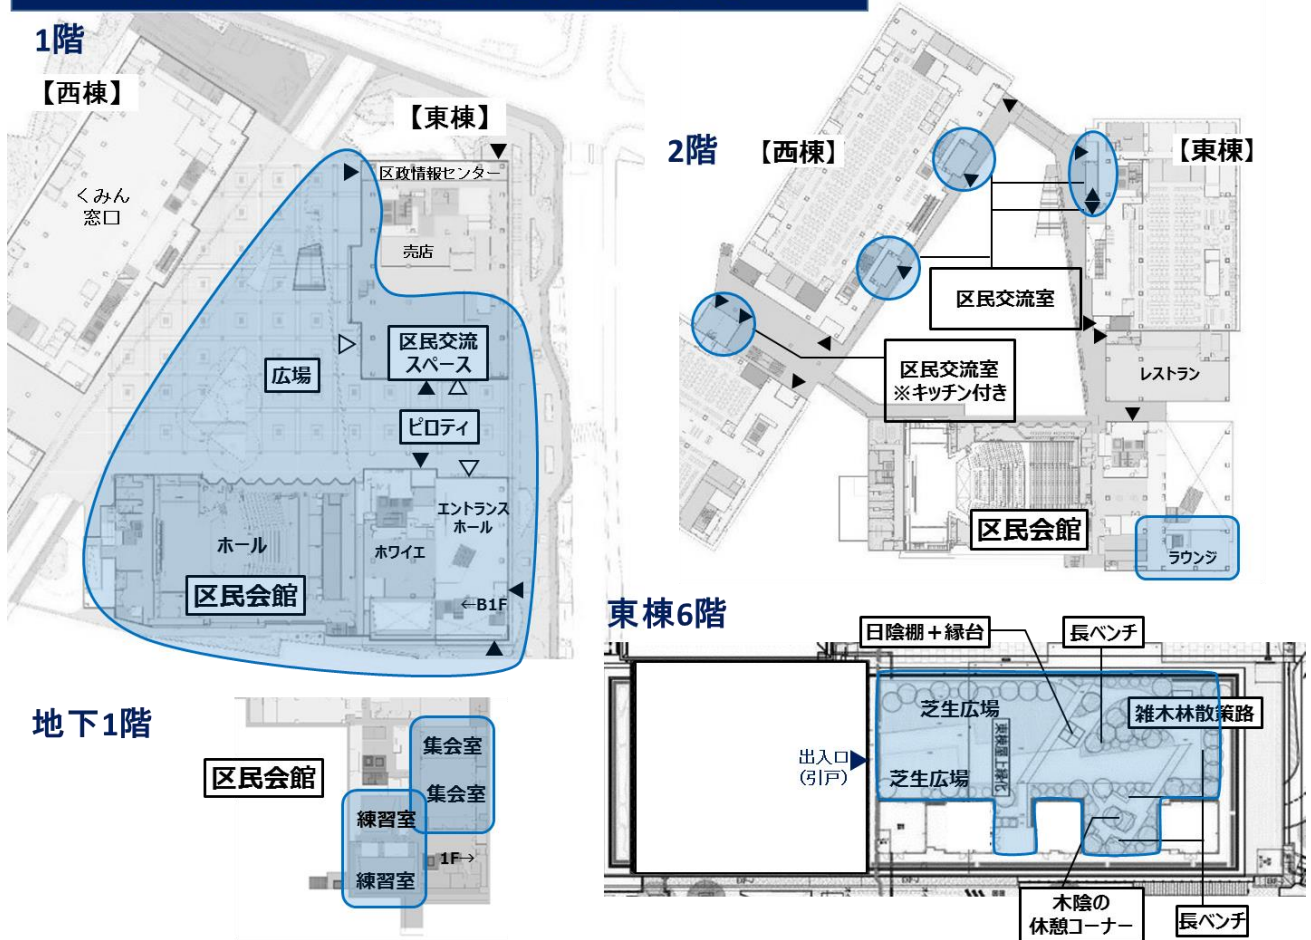 1階
【西棟】
【東棟】
区政情報センター
くみん
窓口
売店
区民交流
スペース
広場
ピロティ
エントランス
ホール
ホール
ホワイエ
区民会館
←B1F
2階
【西棟】
【東棟】
区民交流室
区民交流室
※キッチン付き
レストラン
区民会館
ラウンジ
地下1階
区民会館
集会室
集会室
練習室
練習室
1F→
東棟6階
日陰棚＋縁台
長ベンチ
芝生広場
雑木林散策路
東棟屋上緑化
出入口
(引戸)
芝生広場
木陰の
休憩コーナー
長ベンチ